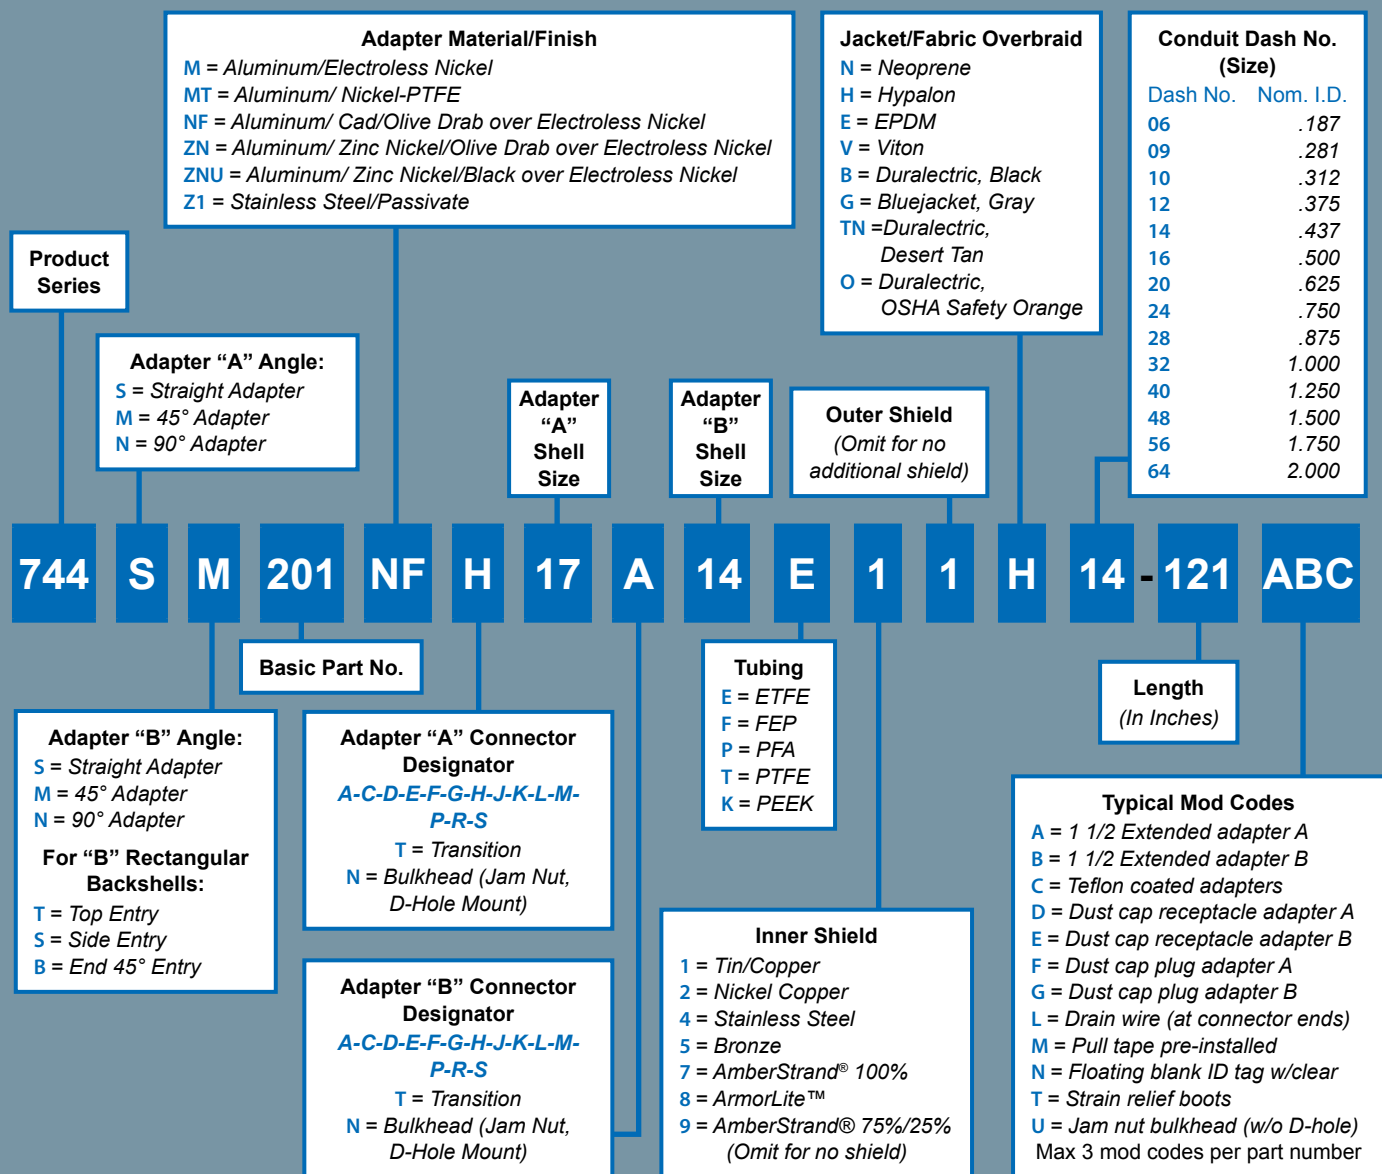 Adapter Material/Finish
M = Aluminum/Electroless Nickel
MT = Aluminum/ Nickel-PTFE
NF = Aluminum/ Cad/Olive Drab over Electroless Nickel
ZN = Aluminum/ Zinc Nickel/Olive Drab over Electroless Nickel
ZNU = Aluminum/ Zinc Nickel/Black over Electroless Nickel
Z1 = Stainless Steel/Passivate
Jacket/Fabric Overbraid
N = Neoprene
H = Hypalon
E = EPDM
V = Viton
B = Duralectric, Black
G = Bluejacket, Gray
TN =Duralectric,
Desert Tan
O = Duralectric,
OSHA Safety Orange
Conduit Dash No.
(Size)
Dash No. Nom. I.D.
06 .187
09 .281
10 .312
12 .375
14 .437
16 .500
20 .625
24 .750
28 .875
32 1.000
40 1.250
48 1.500
56 1.750
64 2.000
Product
Series
Adapter “A” Angle:
S = Straight Adapter
M = 45° Adapter
N = 90° Adapter
Adapter
“A”
Shell
Size
Adapter
“B”
Shell
Size
Outer Shield
(Omit for no
additional shield)
744 S M 201 NF H 17 A 14 E 1 1 H 14 - 121 ABC
Basic Part No.
Adapter “B” Angle:
S = Straight Adapter
M = 45° Adapter
N = 90° Adapter
For “B” Rectangular
Backshells:
T = Top Entry
S = Side Entry
B = End 45° Entry
Adapter “A” Connector
Designator
A-C-D-E-F-G-H-J-K-L-M-
P-R-S
T = Transition
N = Bulkhead (Jam Nut,
D-Hole Mount)
Adapter “B” Connector
Designator
A-C-D-E-F-G-H-J-K-L-M-
P-R-S
T = Transition
N = Bulkhead (Jam Nut,
D-Hole Mount)
Tubing
E = ETFE
F = FEP
P = PFA
T = PTFE
K = PEEK
Inner Shield
1 = Tin/Copper
2 = Nickel Copper
4 = Stainless Steel
5 = Bronze
7 = AmberStrand® 100%
8 = ArmorLite™
9 = AmberStrand® 75%/25%
(Omit for no shield)
Length
(In Inches)
Typical Mod Codes
A = 1 1/2 Extended adapter A
B = 1 1/2 Extended adapter B
C = Teflon coated adapters
D = Dust cap receptacle adapter A
E = Dust cap receptacle adapter B
F = Dust cap plug adapter A
G = Dust cap plug adapter B
L = Drain wire (at connector ends)
M = Pull tape pre-installed
N = Floating blank ID tag w/clear
T = Strain relief boots
U = Jam nut bulkhead (w/o D-hole)
Max 3 mod codes per part number